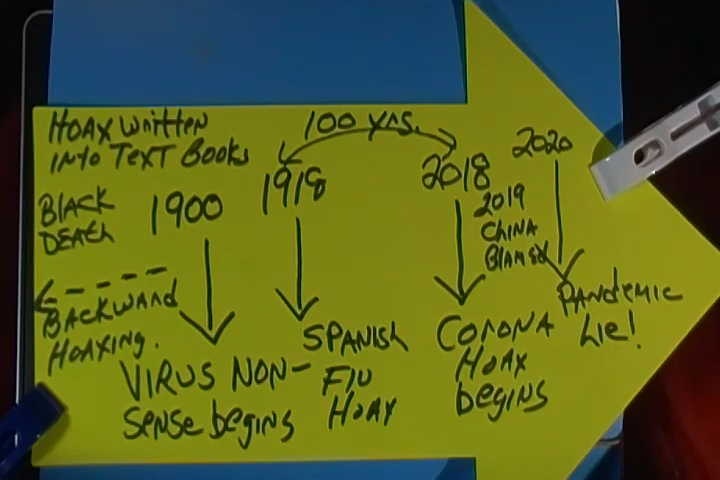 HOAX written
into Text Books
100 yrs.
2020
1918
2018
BLACK
DEATH
1900
2019
CHINA
Blamed
BACKWARD
HOAXING.
PANDEMIC
Lie!
SPANISH
FlU
HOAX
CORONA
HOAX
begins
VIRUS NON-
SENSE begins